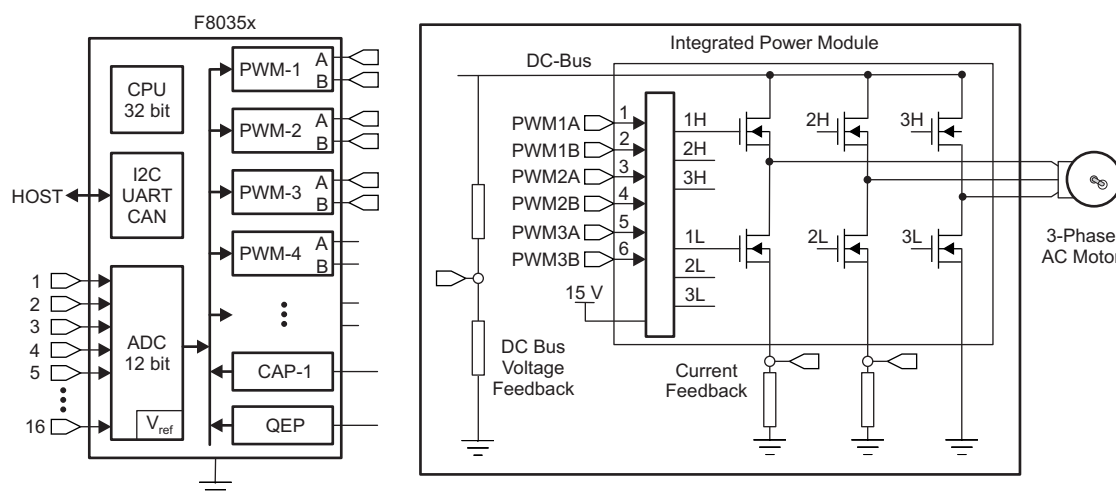 F8035x
CPU
32 bit
I2C
UART
CAN
HOST
1
2
3
4
5
16
ADC
12 bit
Vref
PWM-1
A
B
PWM-2
A
B
PWM-3
A
B
PWM-4
A
B
CAP-1
QEP
Integrated Power Module
DC-Bus
PWM1A
1
PWM1B
2
PWM2A
3
PWM2B
4
PWM3A
5
PWM3B
6
15 V
1H
2H
3H
1L
2L
3L
2H
3H
2L
3L
DC Bus
Voltage
Feedback
Current
Feedback
3-Phase
AC Motor